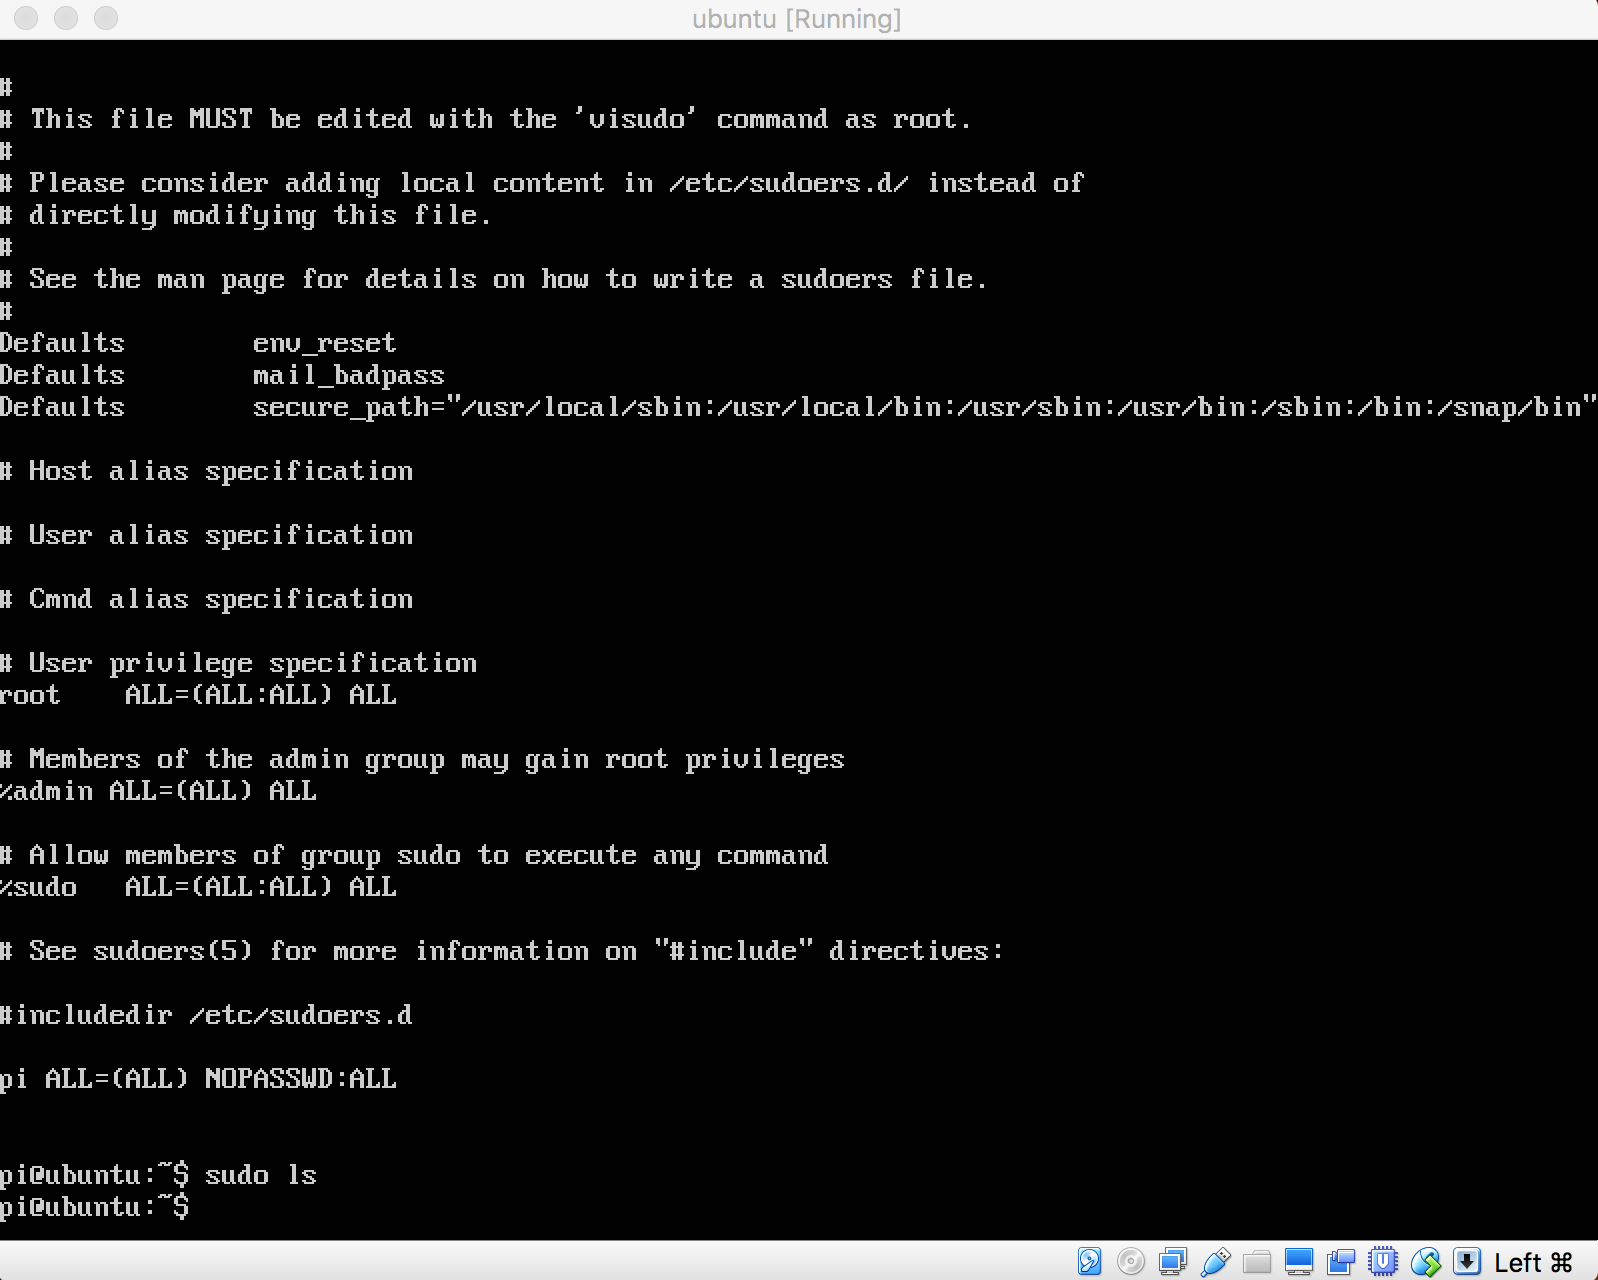 ubuntu [Running]
#
# This file MUST be edited with the 'visudo' command as root.
#
# Please consider adding local content in /etc/sudoers.d/ instead of
# directly modifying this file.
#
# See the man page for details on how to write a sudoers file.
#
Defaults        env_reset
Defaults        mail_badpass
Defaults        secure_path="/usr/local/sbin:/usr/local/bin:/usr/sbin:/usr/bin:/sbin:/bin:/snap/bin"
# Host alias specification
# User alias specification
# Cmnd alias specification
# User privilege specification
root    ALL=(ALL:ALL) ALL
# Members of the admin group may gain root privileges
%admin ALL=(ALL) ALL
# Allow members of group sudo to execute any command
%sudo   ALL=(ALL:ALL) ALL
# See sudoers(5) for more information on "#include" directives:
#includedir /etc/sudoers.d
pi ALL=(ALL) NOPASSWD:ALL
pi@ubuntu:~$ sudo ls
pi@ubuntu:~$
Left ⌘